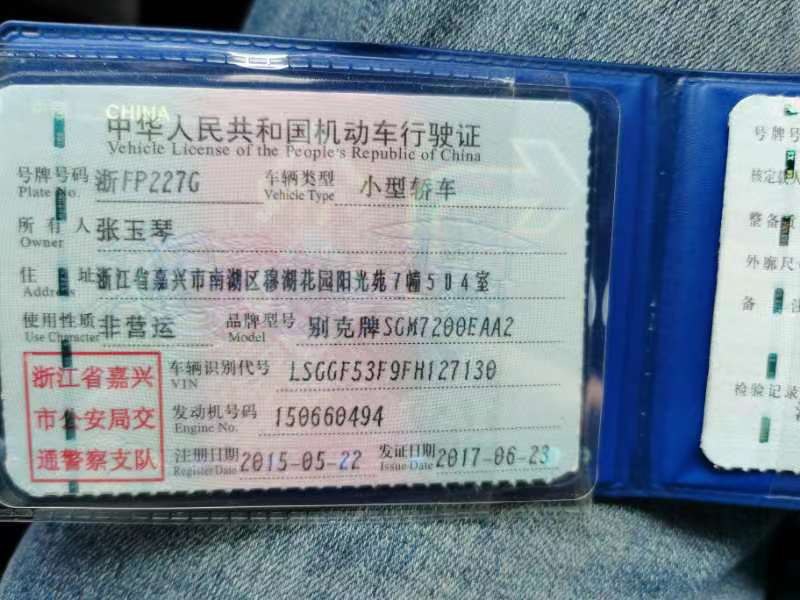 CHINA
中华人民共和国机动车行驶证
Vehicle License of the People's Republic of China
号牌号码 浙FP227G 车辆类型 小型轿车
Plate No. Vehicle Type
所有人 张玉琴
Owner
住址 浙江省嘉兴市南湖区穆湖花园阳光苑7幢504室
Address
使用性质 非营运 品牌型号 别克牌SGM7200EAA2
Use Character Model
浙江省嘉兴
市公安局交
通警察支队
车辆识别代号 LSGGF53F9FH127130
VIN
发动机号码 150660494
Engine No.
注册日期 2015-05-22 发证日期 2017-06-23
Register Date Issue Date
号牌号
核定载人
整备质
外廓尺
备注
检验记录